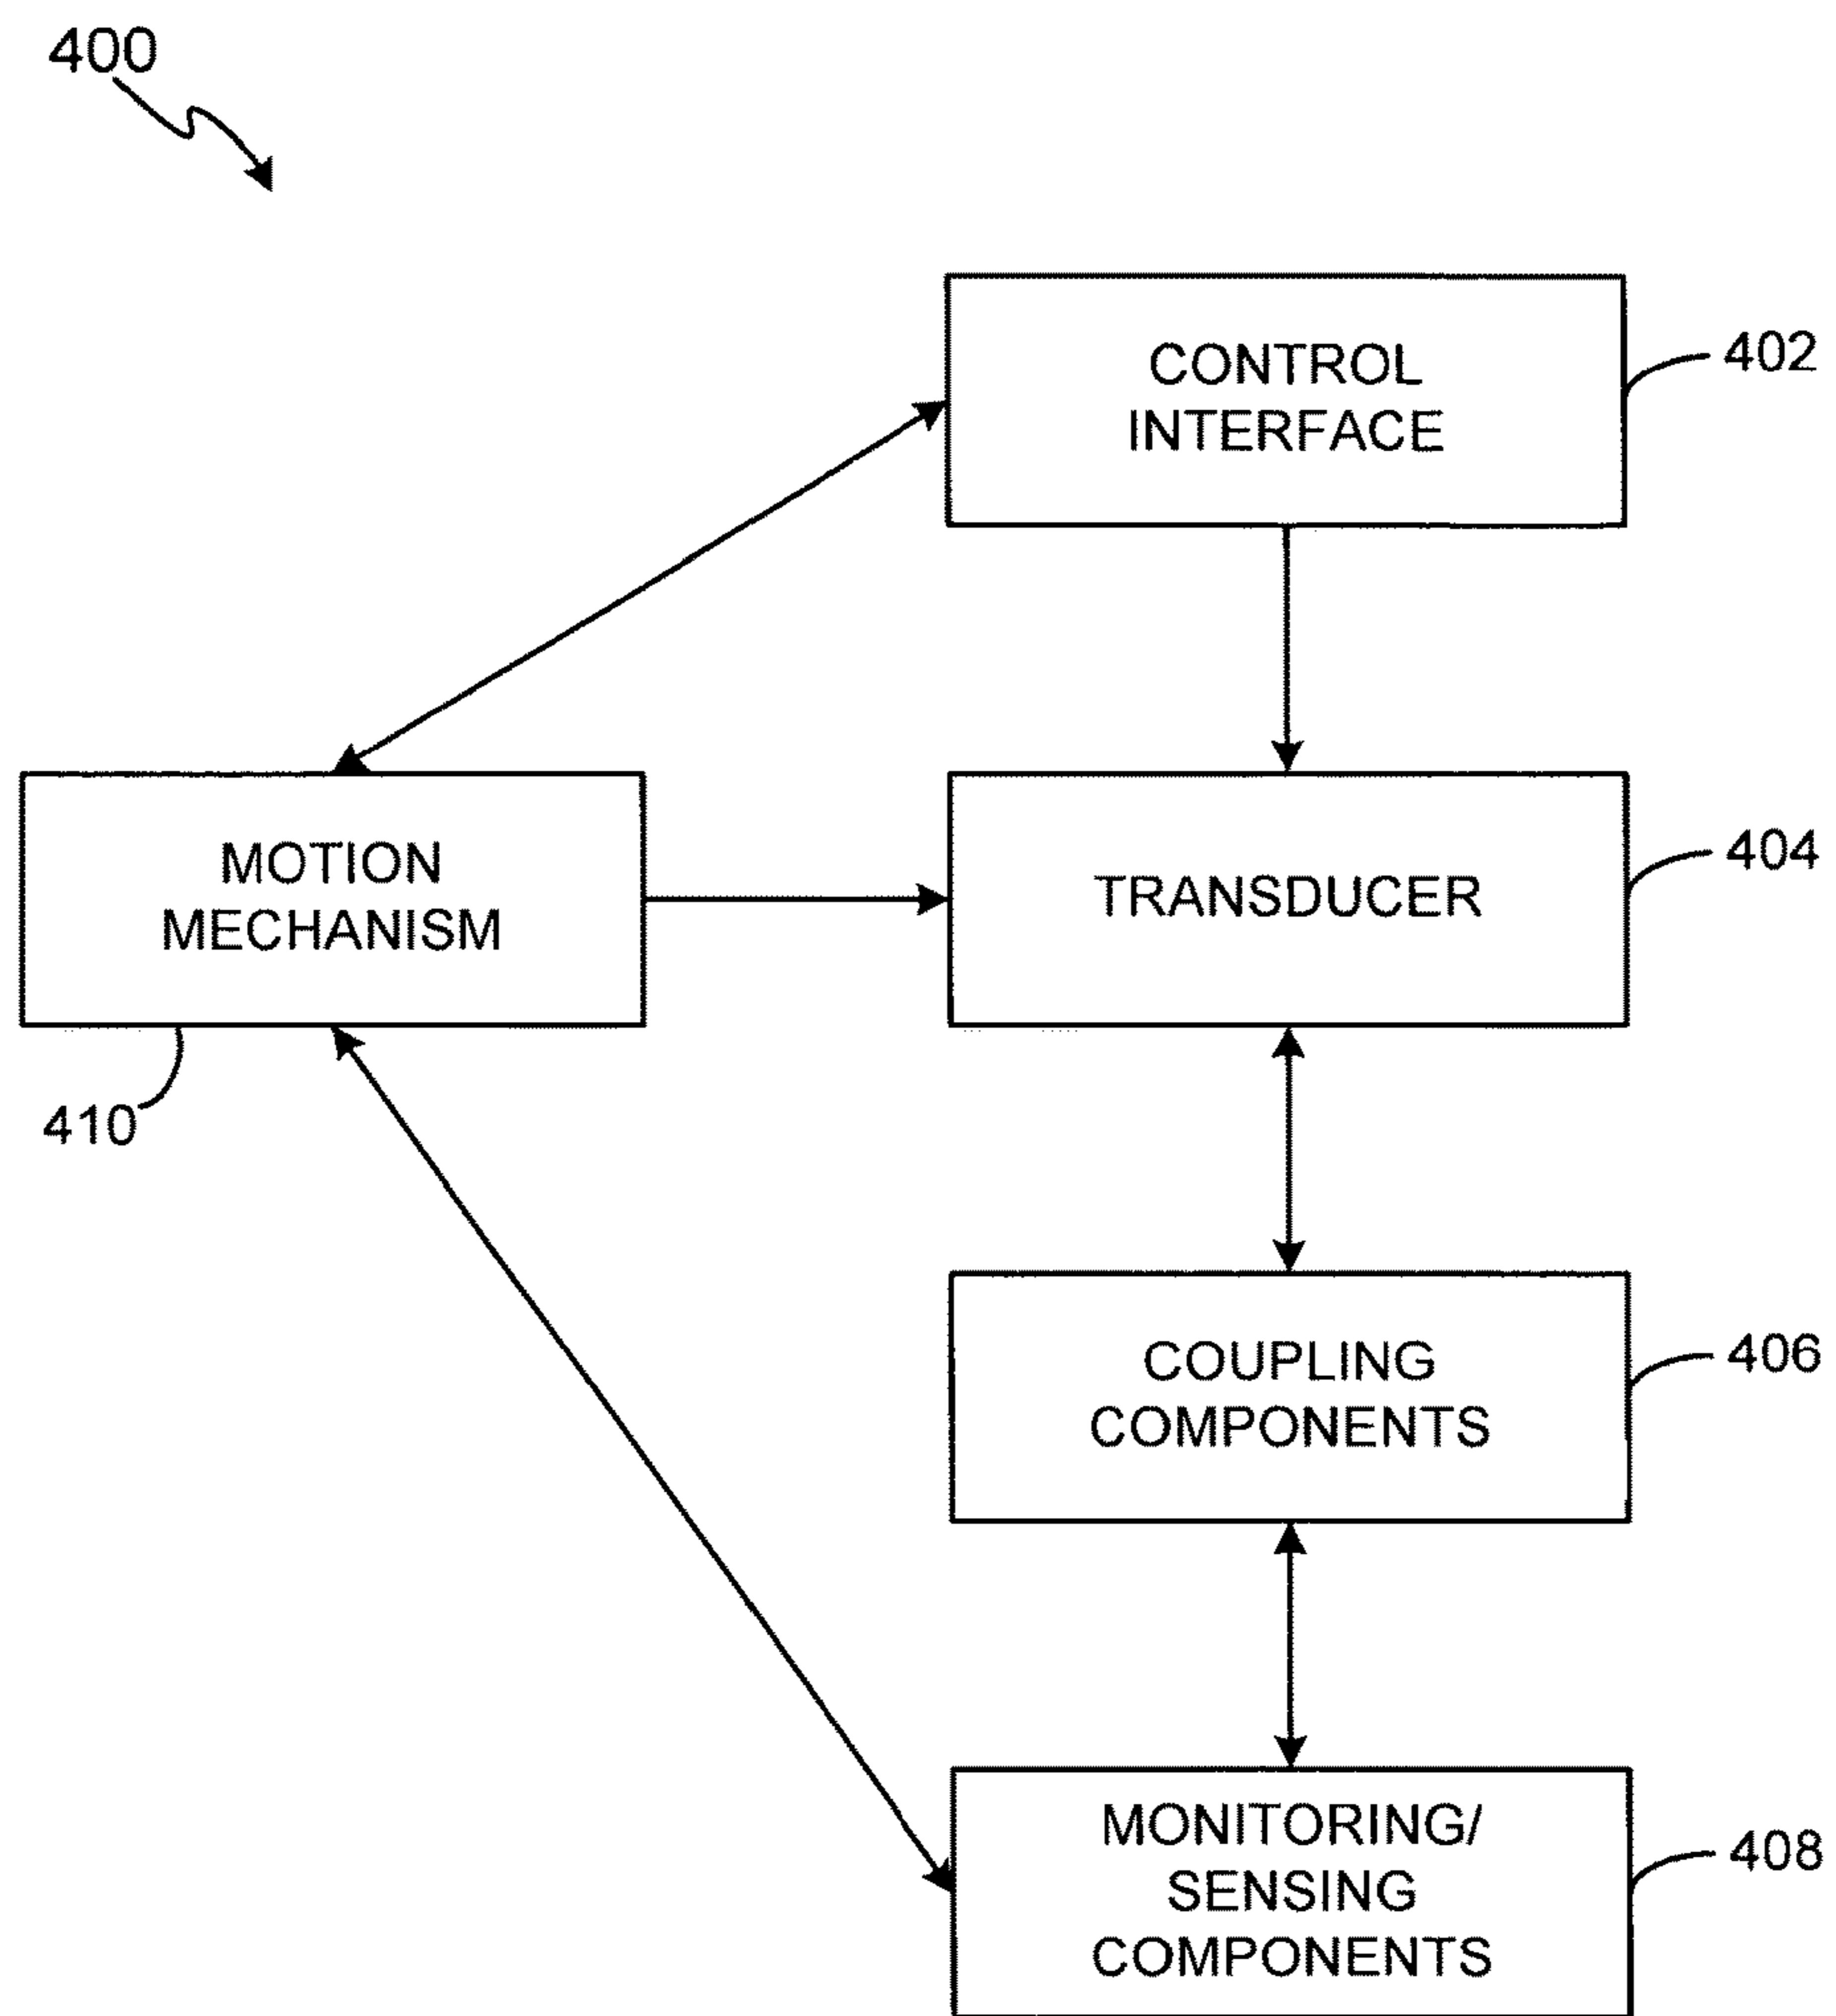 400
CONTROL
INTERFACE
402
MOTION
MECHANISM
410
TRANSDUCER
404
COUPLING
COMPONENTS
406
MONITORING/
SENSING
COMPONENTS
408